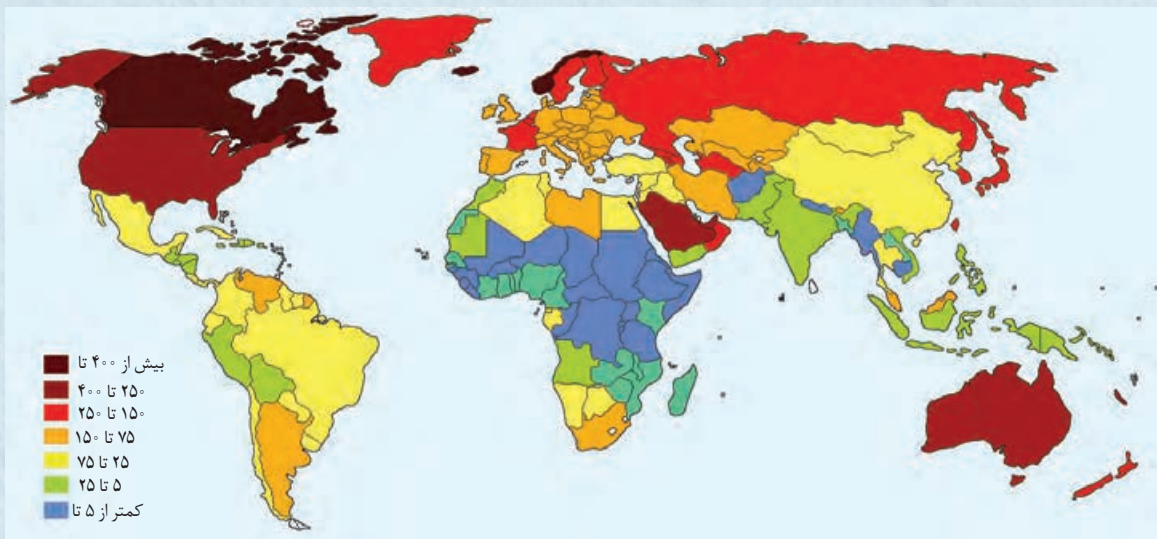 بیش از ۴۰۰ تا
۲۵۰ تا ۴۰۰
۱۵۰ تا ۲۵۰
۷۵ تا ۱۵۰
۲۵ تا ۷۵
۵ تا ۲۵
کمتر از ۵ تا